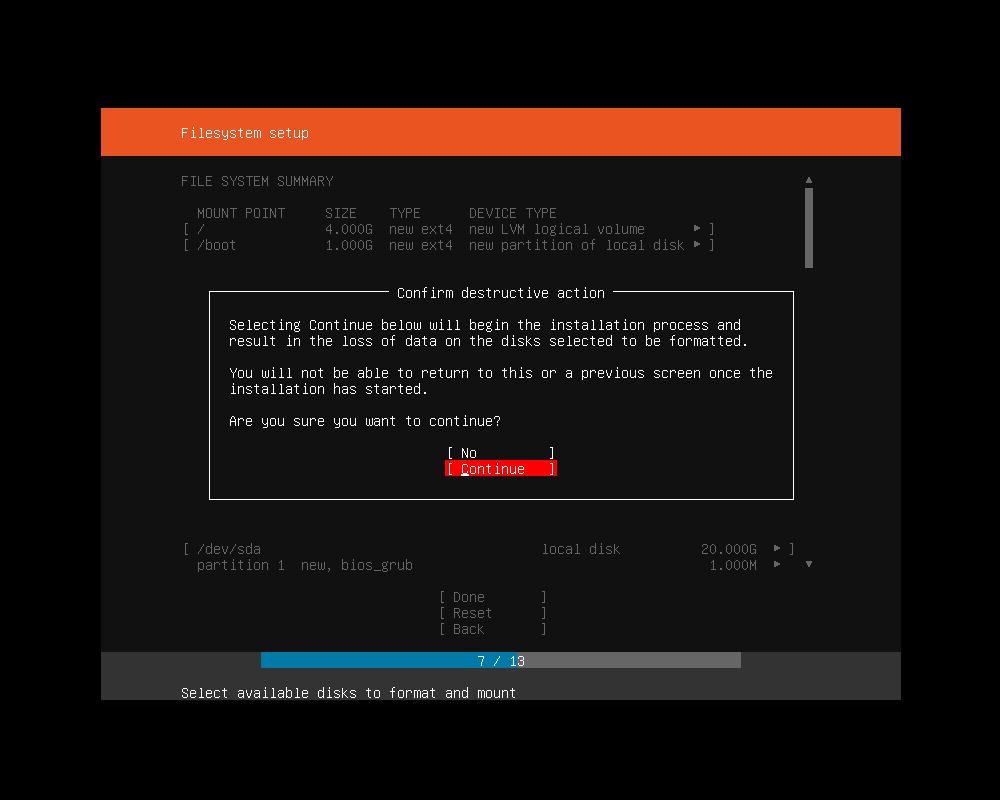 Filesystem setup
FILE SYSTEM SUMMARY
MOUNT POINT     SIZE    TYPE      DEVICE TYPE
[ /               4.000G  new ext4  new LVM logical volume      ▸ ]
[ /boot           1.000G  new ext4  new partition of local disk ▸ ]
Confirm destructive action
Selecting Continue below will begin the installation process and
result in the loss of data on the disks selected to be formatted.
You will not be able to return to this or a previous screen once the
installation has started.
Are you sure you want to continue?
[ No         ]
[ Continue   ]
[ /dev/sda                                   local disk          20.000G  ▸ ]
partition 1  new, bios_grub                                     1.000M  ▸
[ Done       ]
[ Reset      ]
[ Back       ]
7 / 13
Select available disks to format and mount